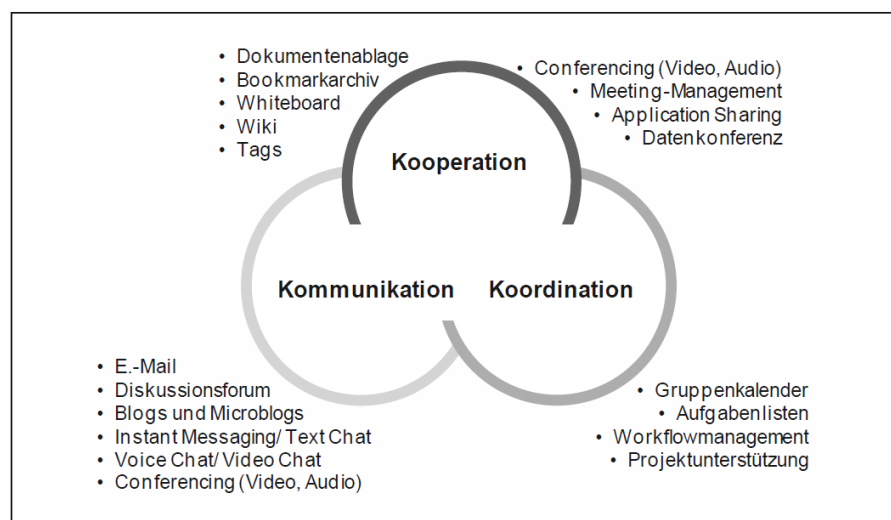 • Dokumentenablage
• Bookmarkarchiv
• Whiteboard
• Wiki
• Tags
• Conferencing (Video, Audio)
• Meeting-Management
• Application Sharing
• Datenkonferenz
Kooperation
Kommunikation
Koordination
• E.-Mail
• Diskussionsforum
• Blogs und Microblogs
• Instant Messaging/ Text Chat
• Voice Chat/ Video Chat
• Conferencing (Video, Audio)
• Gruppenkalender
• Aufgabenlisten
• Workflowmanagement
• Projektunterstützung